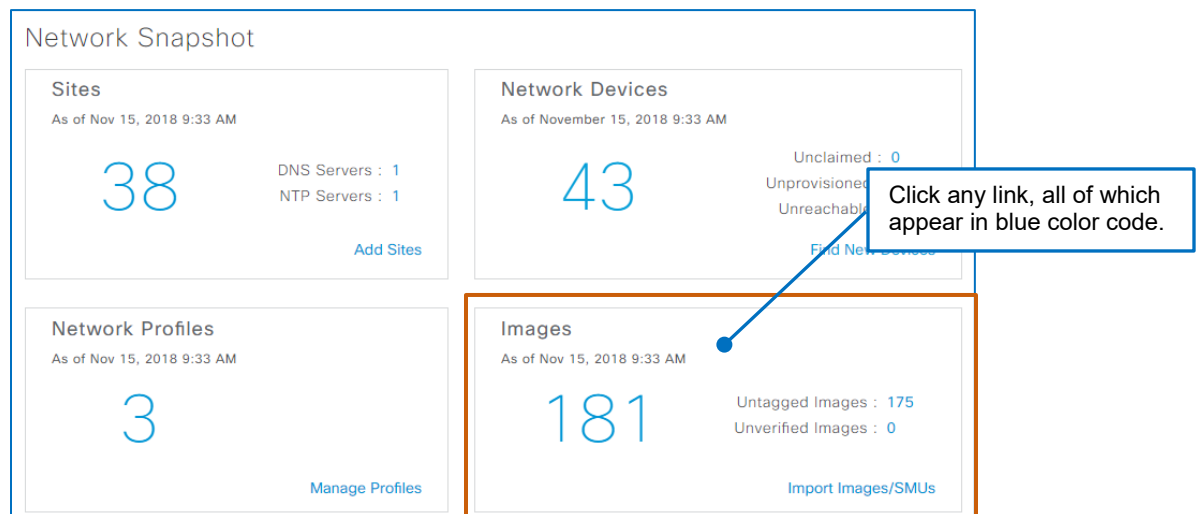 Network Snapshot
Sites
As of Nov 15, 2018 9:33 AM
38
DNS Servers : 1
NTP Servers : 1
Add Sites
Network Devices
As of November 15, 2018 9:33 AM
43
Unclaimed : 0
Unprovisioned
Unreachable
Find New Devices
Click any link, all of which
appear in blue color code.
Network Profiles
As of Nov 15, 2018 9:33 AM
3
Manage Profiles
Images
As of Nov 15, 2018 9:33 AM
181
Untagged Images : 175
Unverified Images : 0
Import Images/SMUs